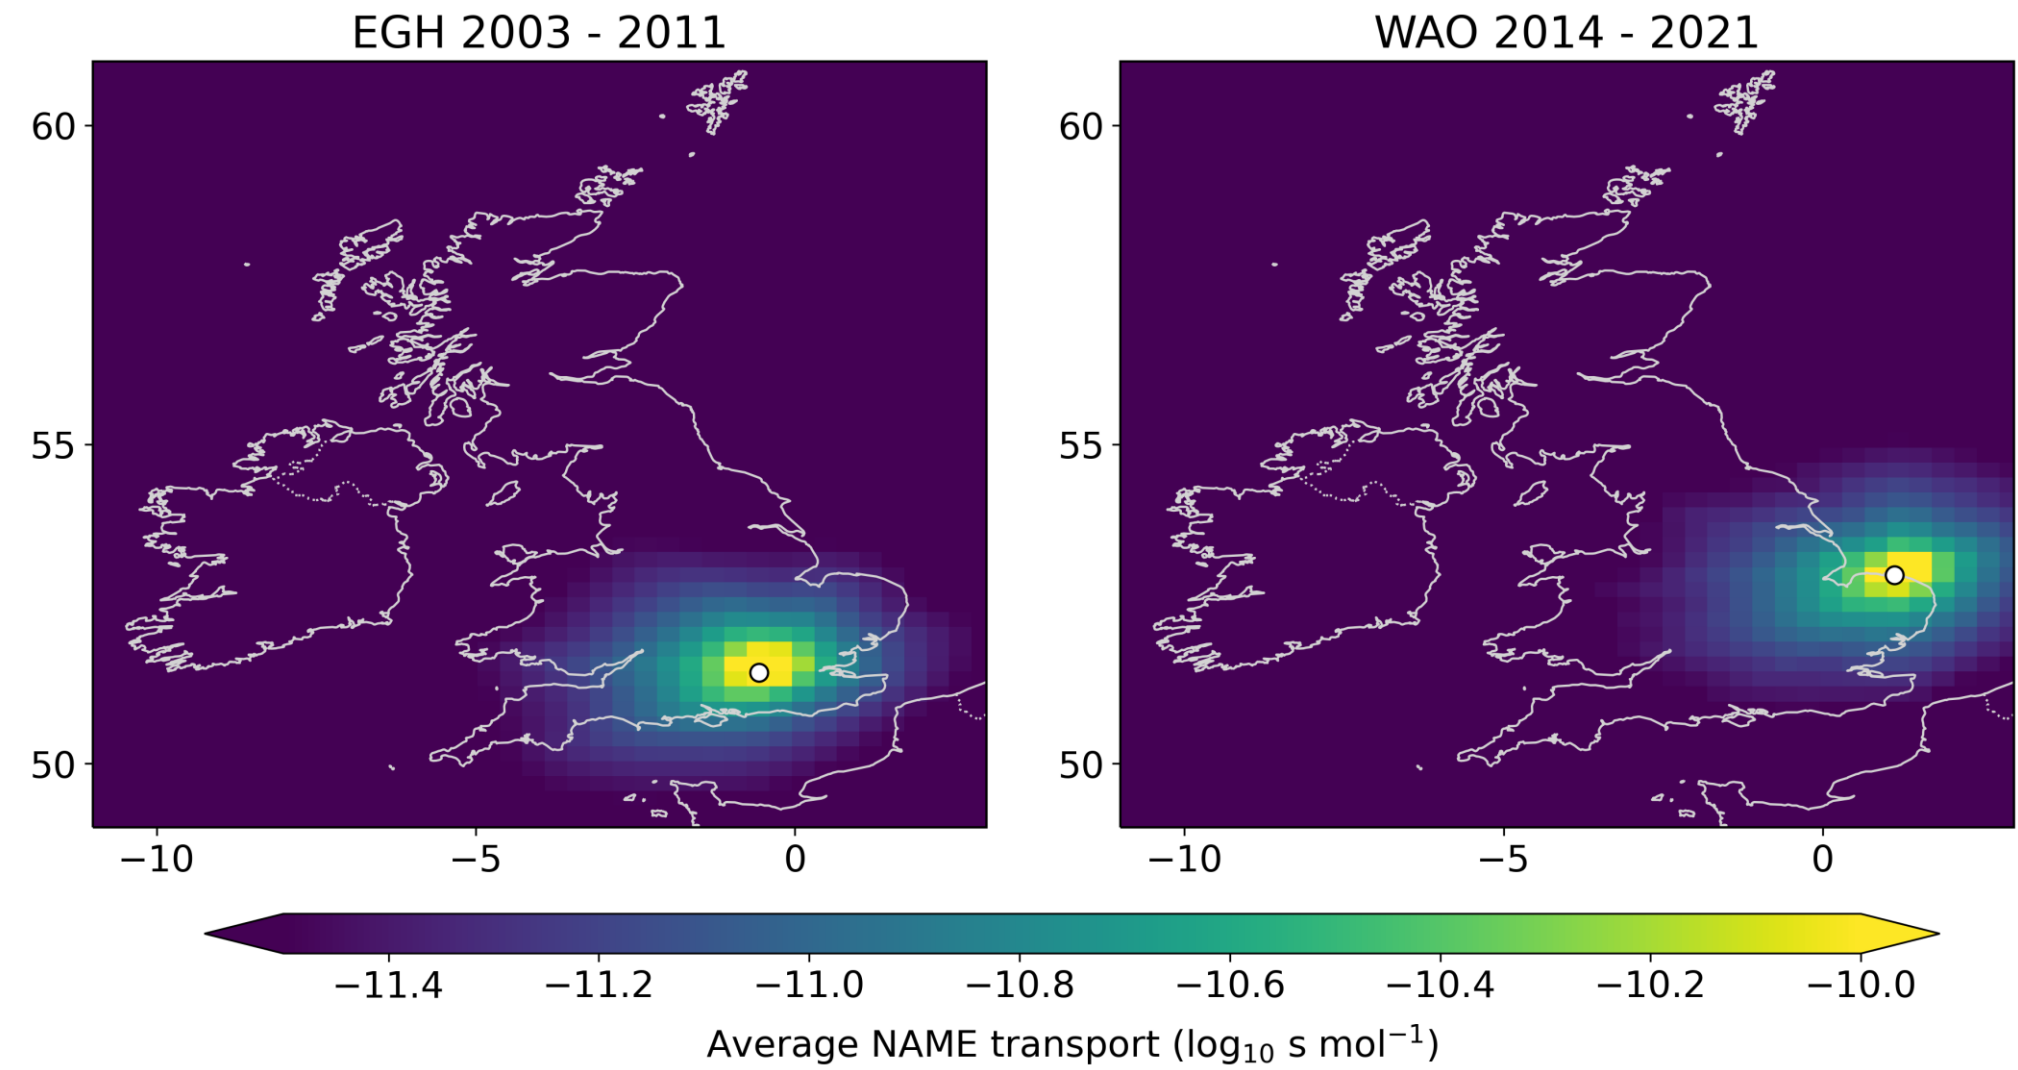 EGH 2003 - 2011
WAO 2014 - 2021
60
55
50
−10 −5 0
60
55
50
−10 −5 0
−11.4 −11.2 −11.0 −10.8 −10.6 −10.4 −10.2 −10.0
Average NAME transport (log₁₀ s mol⁻¹)